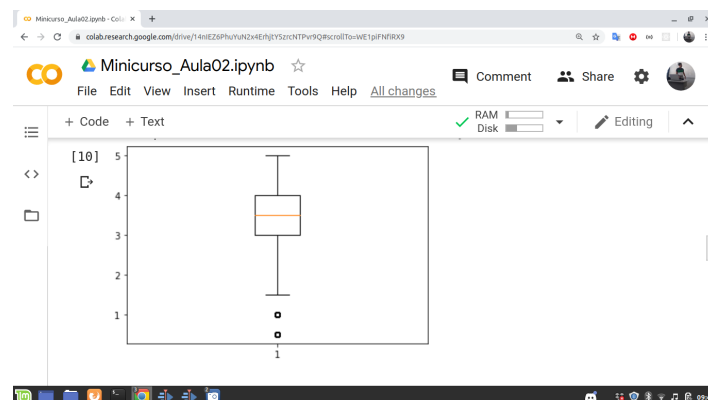 Minicurso_Aula02.ipynb - Cola
colab.research.google.com/drive/14nIEZ6PhuYuN2x4ErhJtY5zrcNTPvr9Q#scrollTo=WE1piFNfiRX9
CO Minicurso_Aula02.ipynb
Comment Share
File Edit View Insert Runtime Tools Help All changes
+ Code + Text
RAM
Disk
Editing
[10]
5
4
3
2
1
1